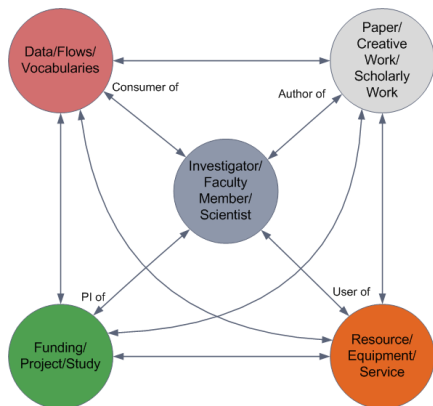 Data/Flows/
Vocabularies
Paper/
Creative
Work/
Scholarly
Work
Consumer of
Author of
Investigator/
Faculty
Member/
Scientist
PI of
User of
Funding/
Project/Study
Resource/
Equipment/
Service